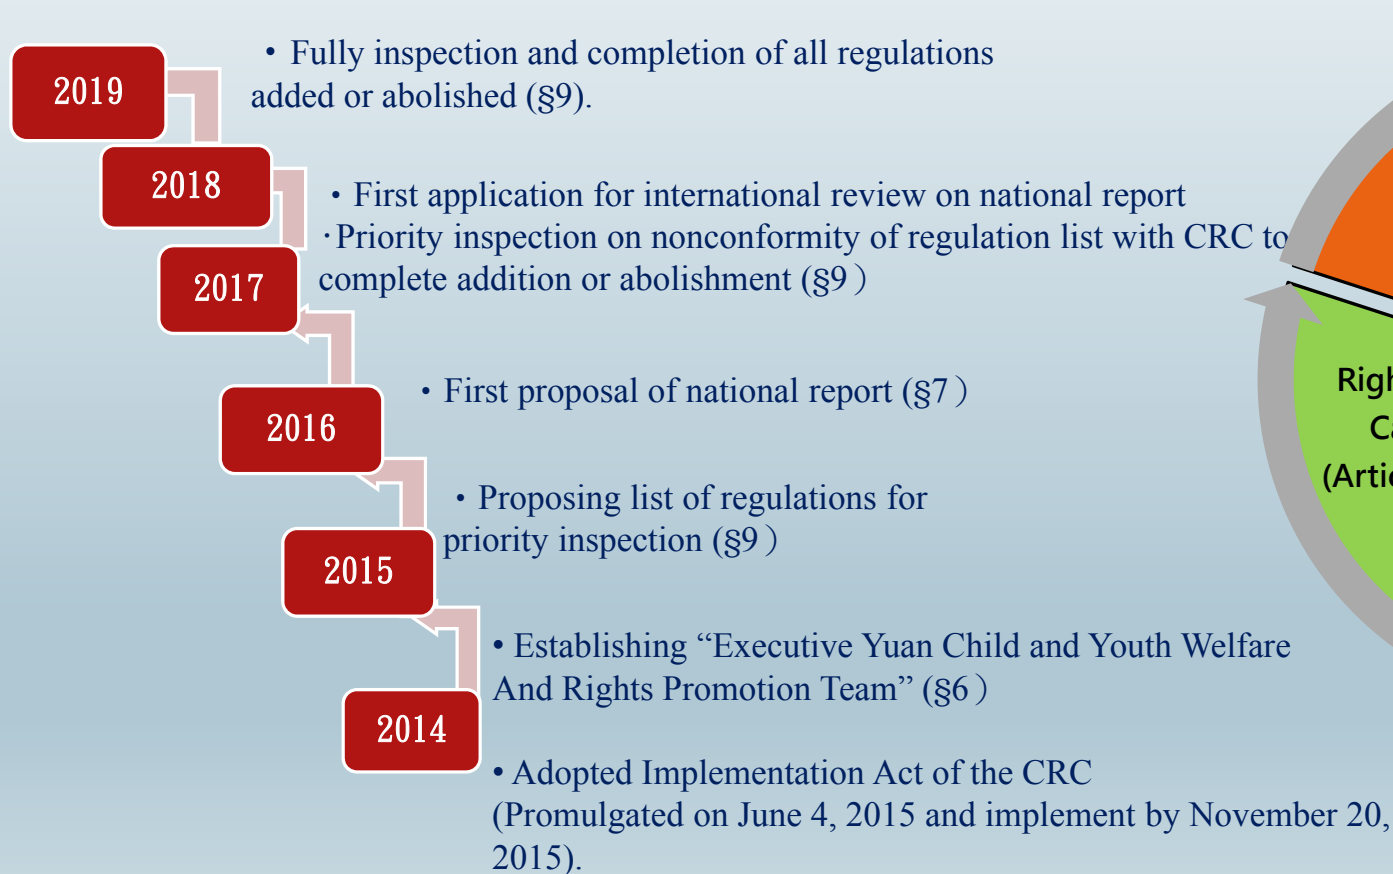 2019
• Fully inspection and completion of all regulations
added or abolished (§9).
2018
• First application for international review on national report
·Priority inspection on nonconformity of regulation list with CRC to
complete addition or abolishment (§9）
2017
• First proposal of national report (§7）
2016
• Proposing list of regulations for
priority inspection (§9）
2015
• Establishing “Executive Yuan Child and Youth Welfare
And Rights Promotion Team” (§6）
2014
• Adopted Implementation Act of the CRC
(Promulgated on June 4, 2015 and implement by November 20,
2015).